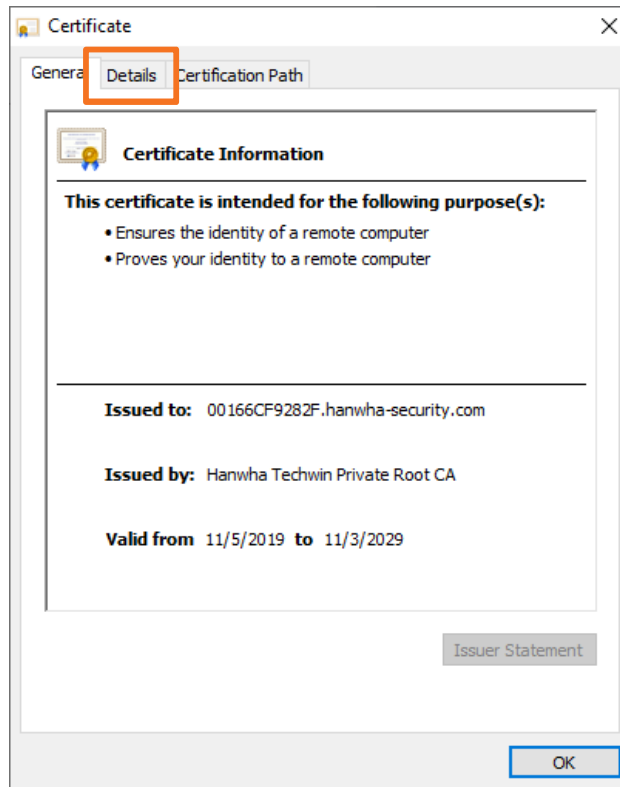 Certificate
General Details Certification Path
Certificate Information
This certificate is intended for the following purpose(s):
• Ensures the identity of a remote computer
• Proves your identity to a remote computer
Issued to: 00166CF9282F.hanwha-security.com
Issued by: Hanwha Techwin Private Root CA
Valid from 11/5/2019 to 11/3/2029
Issuer Statement
OK